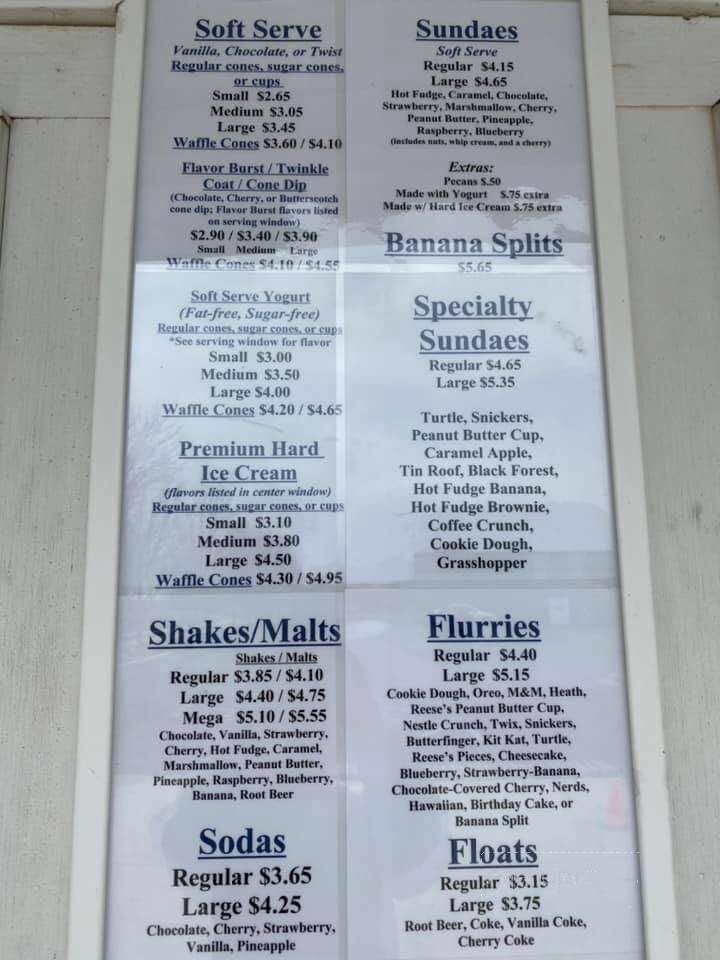 Soft Serve
Vanilla, Chocolate, or Twist
Regular cones, sugar cones,
or cups
Small $2.65
Medium $3.05
Large $3.45
Waffle Cones $3.60 / $4.10
Flavor Burst / Twinkle
Coat / Cone Dip
(Chocolate, Cherry, or Butterscotch
cone dip; Flavor Burst flavors listed
on serving window)
$2.90 / $3.40 / $3.90
Small Medium Large
Waffle Cones $4.10 / $4.55
Soft Serve Yogurt
(Fat-free, Sugar-free)
Regular cones, sugar cones, or cups
*See serving window for flavor
Small $3.00
Medium $3.50
Large $4.00
Waffle Cones $4.20 / $4.65
Premium Hard
Ice Cream
(flavors listed in center window)
Regular cones, sugar cones, or cups
Small $3.10
Medium $3.80
Large $4.50
Waffle Cones $4.30 / $4.95
Shakes/Malts
Shakes / Malts
Regular $3.85 / $4.10
Large $4.40 / $4.75
Mega $5.10 / $5.55
Chocolate, Vanilla, Strawberry,
Cherry, Hot Fudge, Caramel,
Marshmallow, Peanut Butter,
Pineapple, Raspberry, Blueberry,
Banana, Root Beer
Sodas
Regular $3.65
Large $4.25
Chocolate, Cherry, Strawberry,
Vanilla, Pineapple
Sundaes
Soft Serve
Regular $4.15
Large $4.65
Hot Fudge, Caramel, Chocolate,
Strawberry, Marshmallow, Cherry,
Peanut Butter, Pineapple,
Raspberry, Blueberry
(includes nuts, whip cream, and a cherry)
Extras:
Pecans $.50
Made with Yogurt $.75 extra
Made w/ Hard Ice Cream $.75 extra
Banana Splits
$5.65
Specialty
Sundaes
Regular $4.65
Large $5.35
Turtle, Snickers,
Peanut Butter Cup,
Caramel Apple,
Tin Roof, Black Forest,
Hot Fudge Banana,
Hot Fudge Brownie,
Coffee Crunch,
Cookie Dough,
Grasshopper
Flurries
Regular $4.40
Large $5.15
Cookie Dough, Oreo, M&M, Heath,
Reese's Peanut Butter Cup,
Nestle Crunch, Twix, Snickers,
Butterfinger, Kit Kat, Turtle,
Reese's Pieces, Cheesecake,
Blueberry, Strawberry-Banana,
Chocolate-Covered Cherry, Nerds,
Hawaiian, Birthday Cake, or
Banana Split
Floats
Regular $3.15
Large $3.75
Root Beer, Coke, Vanilla Coke,
Cherry Coke